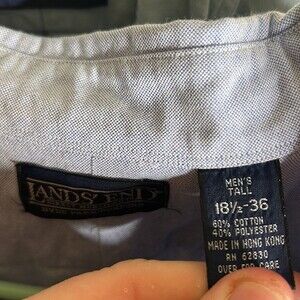 LANDS' END
MEN'S
TALL
18½-36
60% COTTON
40% POLYESTER
MADE IN HONG KONG
RN 62830
OVER FOR CARE